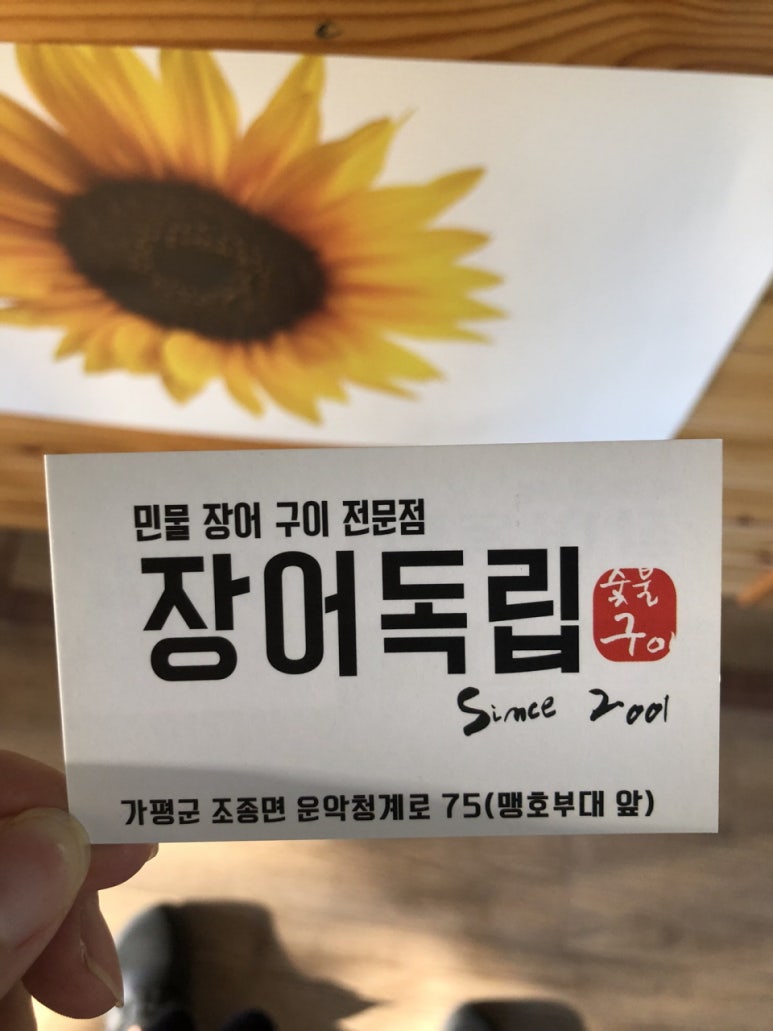 민물 장어 구이 전문점
장어독립
숯불
구이
Since 2001
가평군 조종면 운악청계로 75(맹호부대 앞)